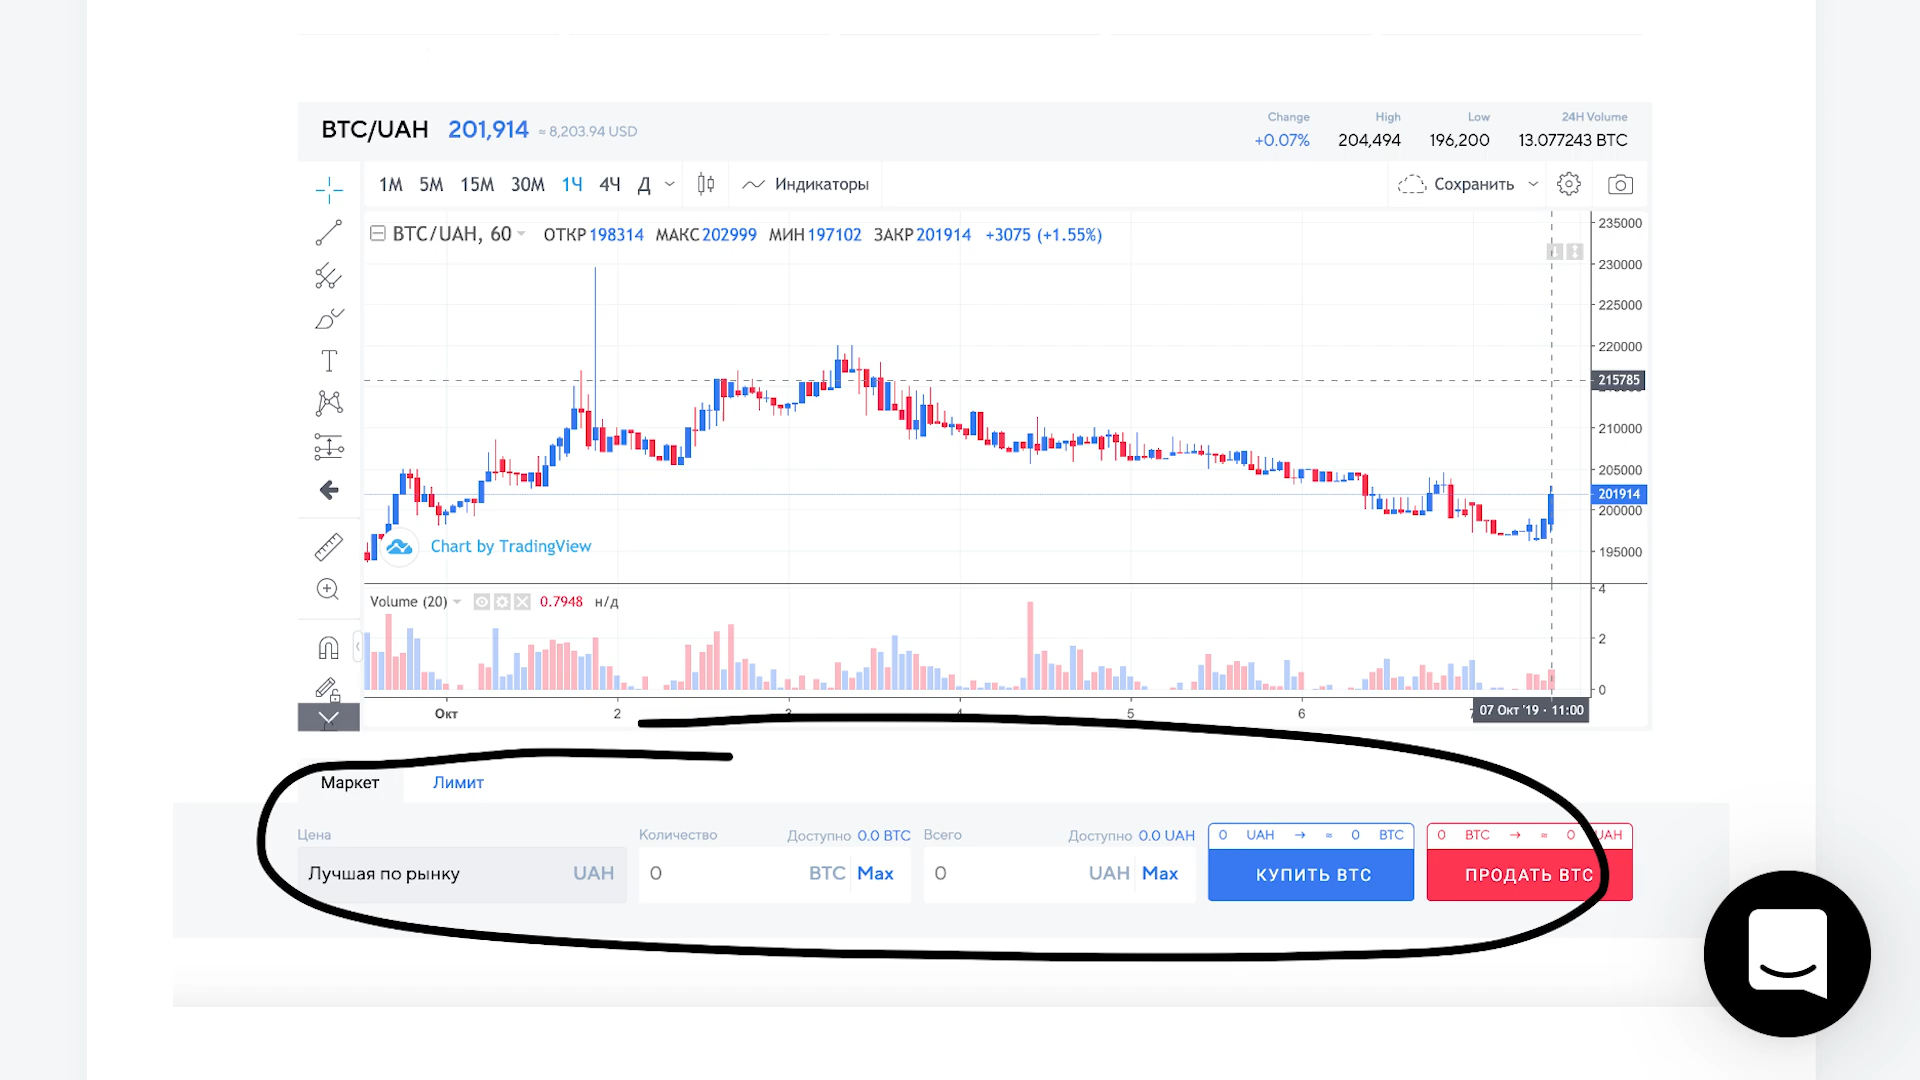 BTC/UAH 201,914 ≈ 8,203.94 USD
Change High Low 24H Volume
+0.07% 204,494 196,200 13.077243 BTC
1М 5М 15М 30М 1Ч 4Ч Д Индикаторы Сохранить
BTC/UAH, 60 ОТКР 198314 МАКС 202999 МИН 197102 ЗАКР 201914 +3075 (+1.55%)
235000
230000
225000
220000
215785
210000
205000
201914
200000
195000
Chart by TradingView
Volume (20) 0.7948 н/д
4
2
0
Окт 2 3 5 6 7 07 Окт '19 · 11:00
Маркет Лимит
Цена Количество Доступно 0.0 BTC Всего Доступно 0.0 UAH 0 UAH → ≈ 0 BTC 0 BTC → ≈ 0 UAH
Лучшая по рынку UAH 0 BTC Max 0 UAH Max КУПИТЬ BTC ПРОДАТЬ BTC